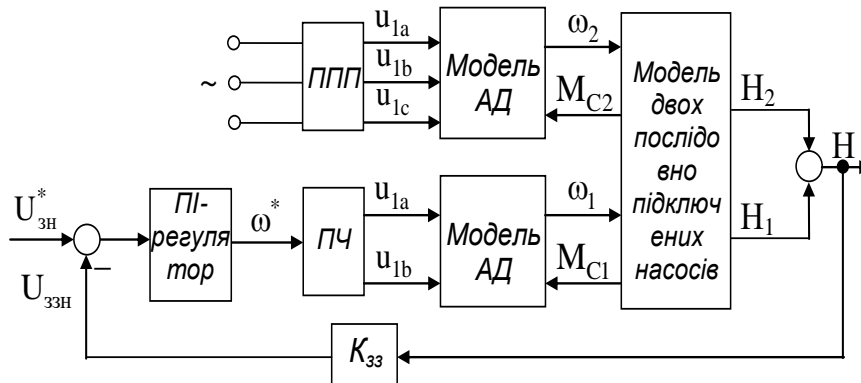 ~
ППП
u1a
u1b
u1c
Модель
АД
ω2
MC2
Модель
двох
послідо
вно
підключ
ених
насосів
H2
H1
H
U*зн
Uззн
–
ПІ-
регуля
тор
ω*
ПЧ
u1a
u1b
Модель
АД
ω1
MC1
Kзз